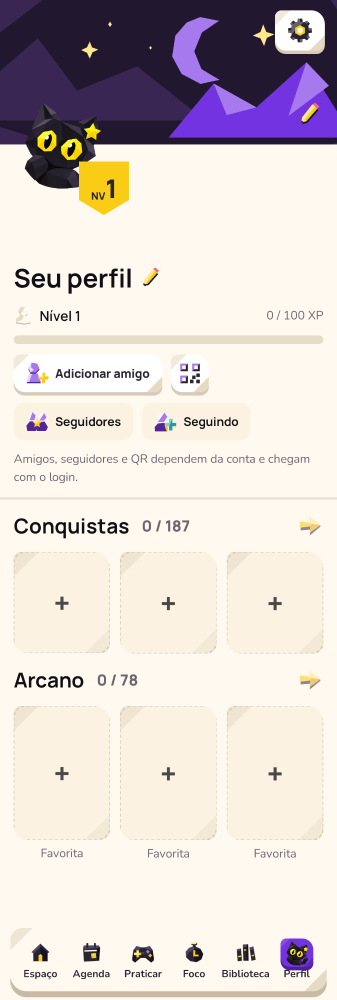 NV 1
Seu perfil
Nível 1
0 / 100 XP
Adicionar amigo
Seguidores
Seguindo
Amigos, seguidores e QR dependem da conta e chegam
com o login.
Conquistas 0 / 187
+ + +
Arcano 0 / 78
+ + +
Favorita Favorita Favorita
Espaço Agenda Praticar Foco Biblioteca Perfil